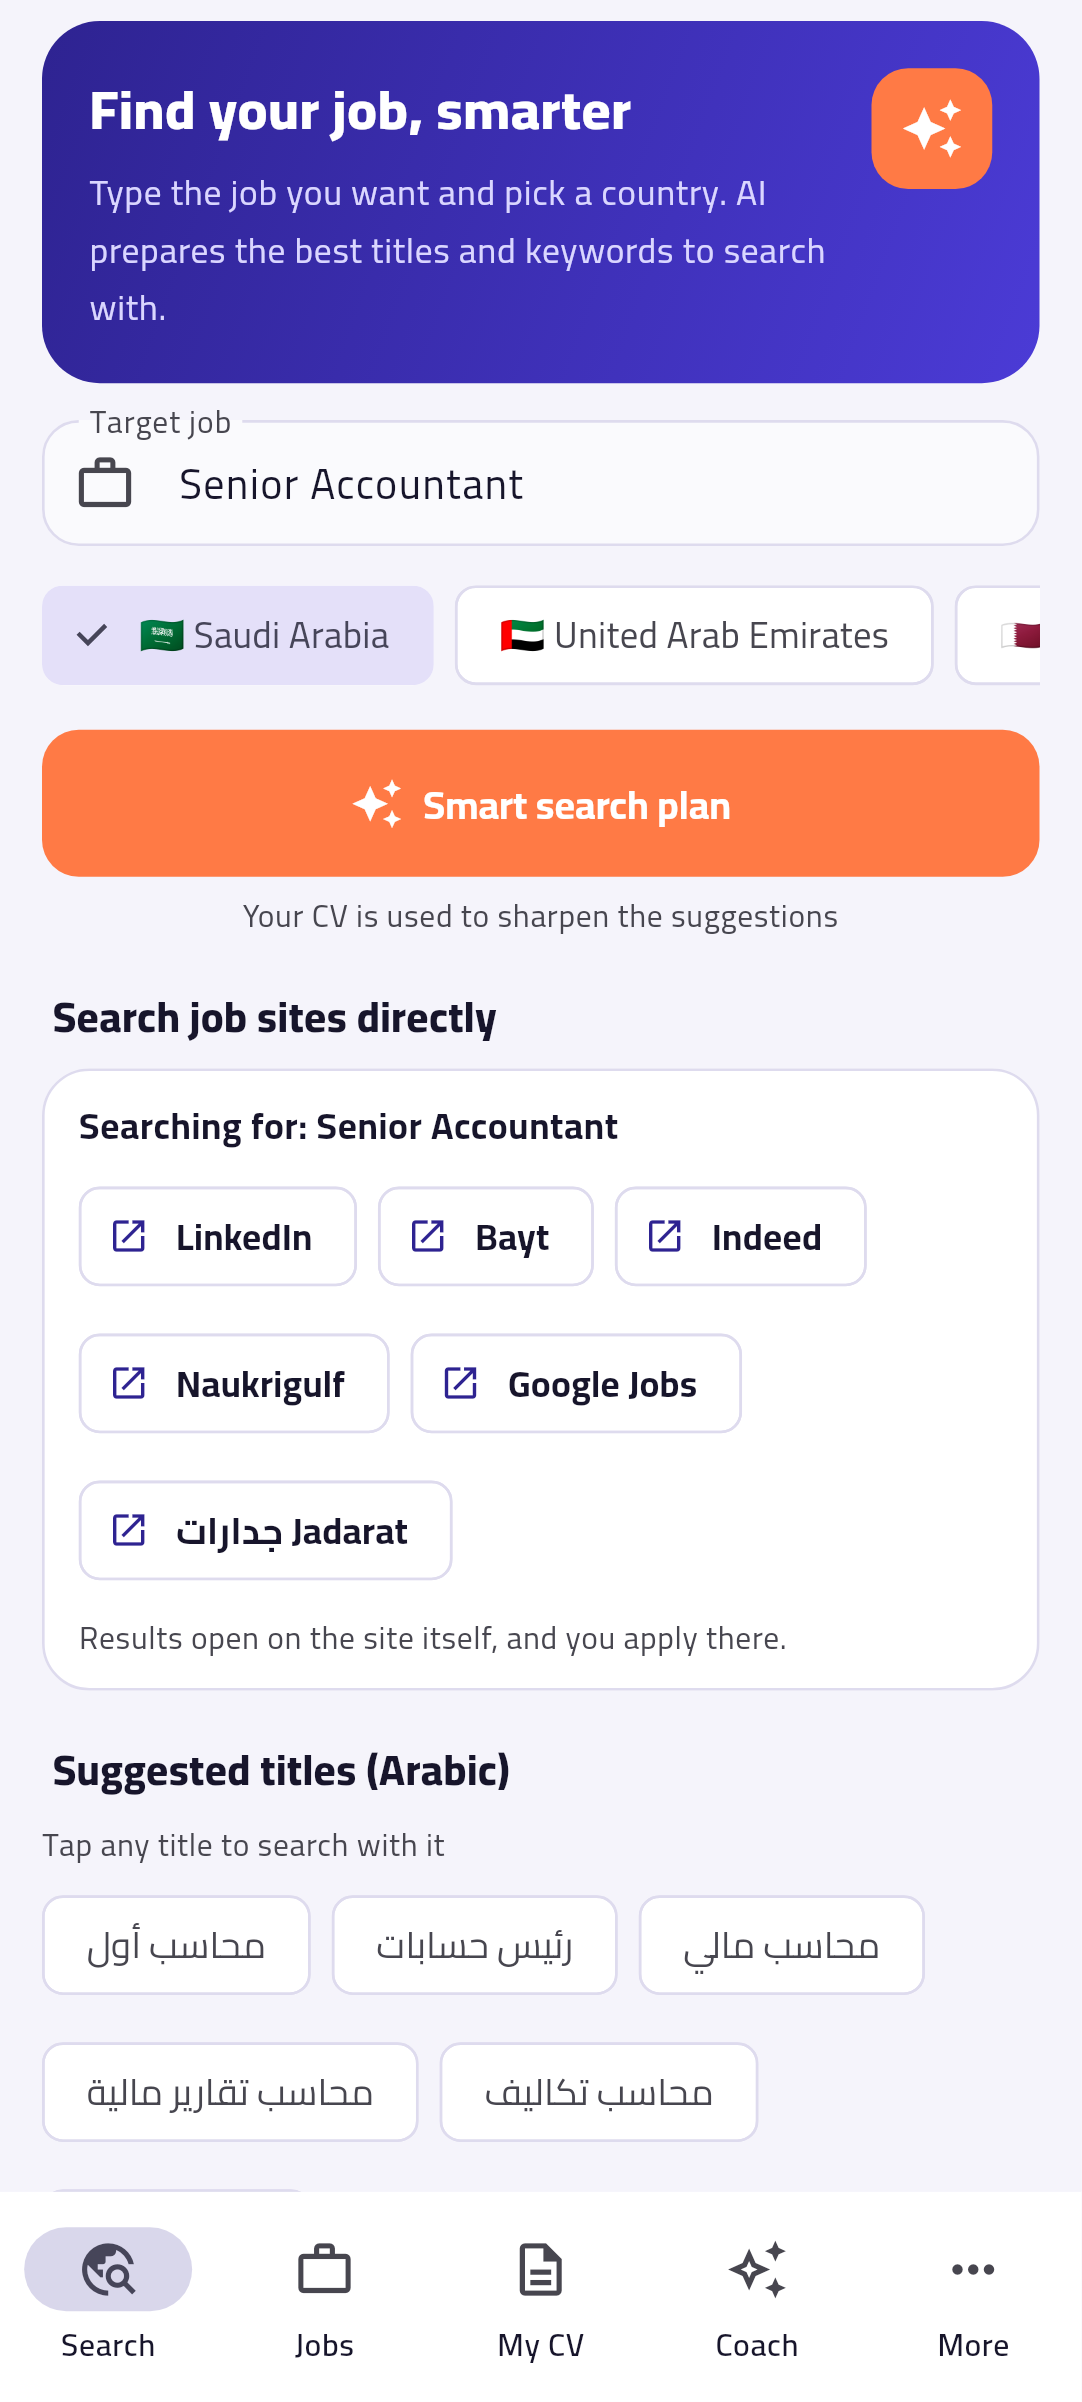 Find your job, smarter
Type the job you want and pick a country. AI
prepares the best titles and keywords to search
with.
Target job
Senior Accountant
Saudi Arabia
United Arab Emirates
Smart search plan
Your CV is used to sharpen the suggestions
Search job sites directly
Searching for: Senior Accountant
LinkedIn
Bayt
Indeed
Naukrigulf
Google Jobs
جدارات Jadarat
Results open on the site itself, and you apply there.
Suggested titles (Arabic)
Tap any title to search with it
محاسب أول
رئيس حسابات
محاسب مالي
محاسب تقارير مالية
محاسب تكاليف
Search
Jobs
My CV
Coach
More